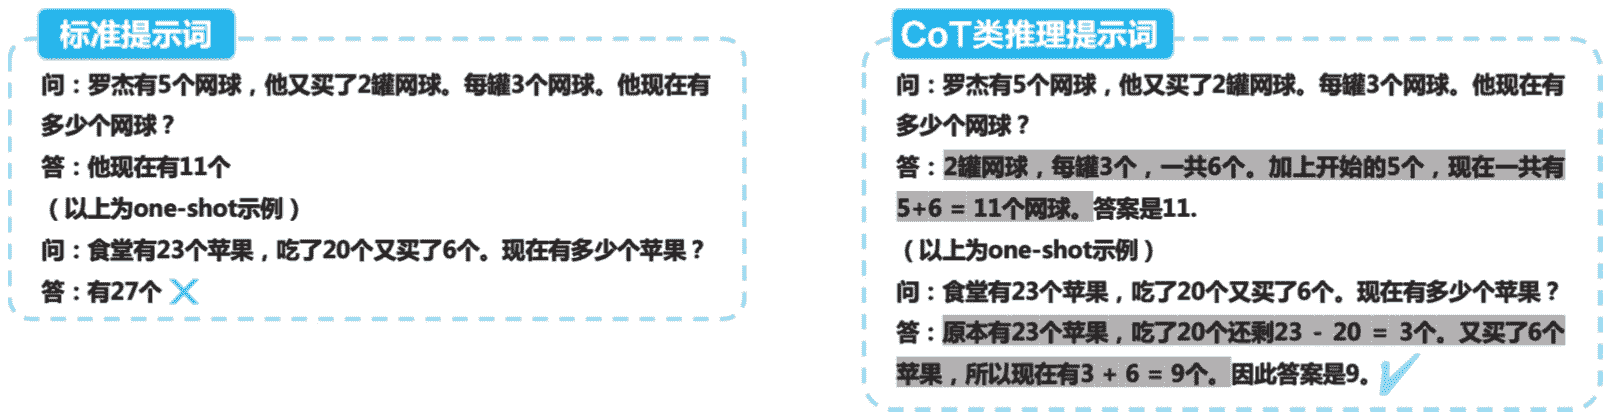 标准提示词
问：罗杰有5个网球，他又买了2罐网球。每罐3个网球。他现在有
多少个网球？
答：他现在有11个
（以上为one-shot示例）
问：食堂有23个苹果，吃了20个又买了6个。现在有多少个苹果？
答：有27个
CoT类推理提示词
问：罗杰有5个网球，他又买了2罐网球。每罐3个网球。他现在有
多少个网球？
答：2罐网球，每罐3个，一共6个。加上开始的5个，现在一共有
5+6 = 11个网球。答案是11.
（以上为one-shot示例）
问：食堂有23个苹果，吃了20个又买了6个。现在有多少个苹果？
答：原本有23个苹果，吃了20个还剩23 - 20 = 3个。又买了6个
苹果，所以现在有3 + 6 = 9个。因此答案是9。